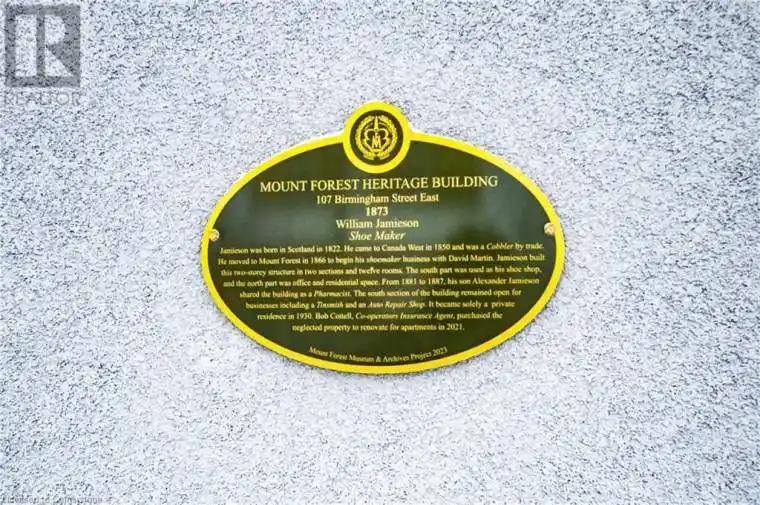 REALTOR
M
MOUNT FOREST HERITAGE BUILDING
107 Birmingham Street East
1873
William Jamieson
Shoe Maker
Jamieson was born in Scotland in 1822. He came to Canada West in 1850 and was a Cobbler by trade.
He moved to Mount Forest in 1866 to begin his shoemaker business with David Martin. Jamieson built
this two-storey structure in two sections and twelve rooms. The south part was used as his shoe shop,
and the north part was office and residential space. From 1881 to 1887, his son Alexander Jamieson
shared the building as a Pharmacist. The south section of the building remained open for
businesses including a Tinsmith and an Auto Repair Shop. It became solely a private
residence in 1930. Bob Cottell, Co-operators Insurance Agent, purchased the
neglected property to renovate for apartments in 2021.
Mount Forest Museum & Archives Project 2023